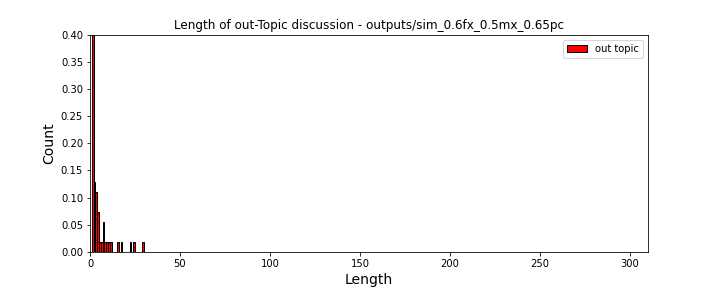 Length of out-Topic discussion - outputs/sim_0.6fx_0.5mx_0.65pc
0.40
out topic
0.35
0.30
0.25
0.20
0.15
0.10
0.05
0.00
Count
0 50 100 150 200 250 300
Length